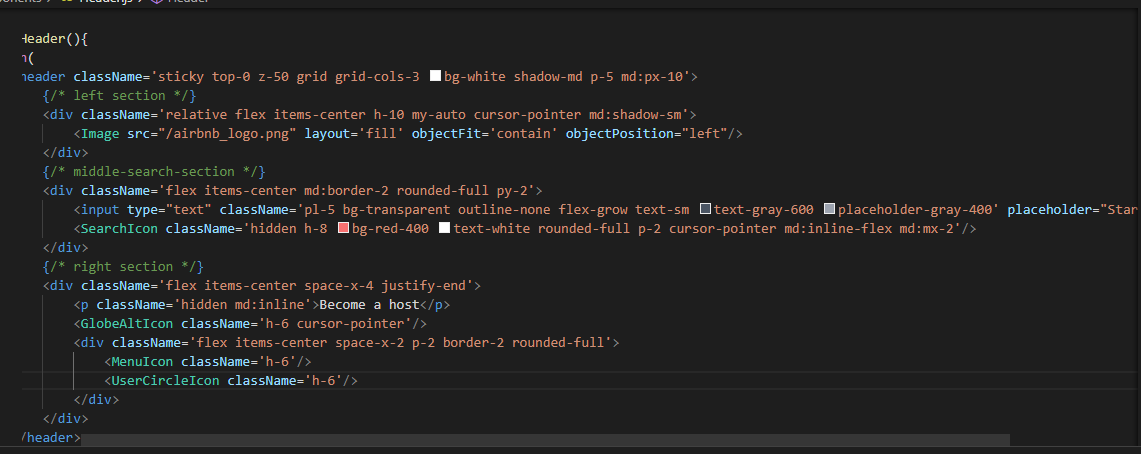 Header.js > Header
Header(){
(
header className='sticky top-0 z-50 grid grid-cols-3 bg-white shadow-md p-5 md:px-10'>
{/* left section */}
<div className='relative flex items-center h-10 my-auto cursor-pointer md:shadow-sm'>
<Image src="/airbnb_logo.png" layout='fill' objectFit='contain' objectPosition="left"/>
</div>
{/* middle-search-section */}
<div className='flex items-center md:border-2 rounded-full py-2'>
<input type="text" className='pl-5 bg-transparent outline-none flex-grow text-sm text-gray-600 placeholder-gray-400' placeholder="Star
<SearchIcon className='hidden h-8 bg-red-400 text-white rounded-full p-2 cursor-pointer md:inline-flex md:mx-2'/>
</div>
{/* right section */}
<div className='flex items-center space-x-4 justify-end'>
<p className='hidden md:inline'>Become a host</p>
<GlobeAltIcon className='h-6 cursor-pointer'/>
<div className='flex items-center space-x-2 p-2 border-2 rounded-full'>
<MenuIcon className='h-6'/>
<UserCircleIcon className='h-6'/>
</div>
</div>
/header>